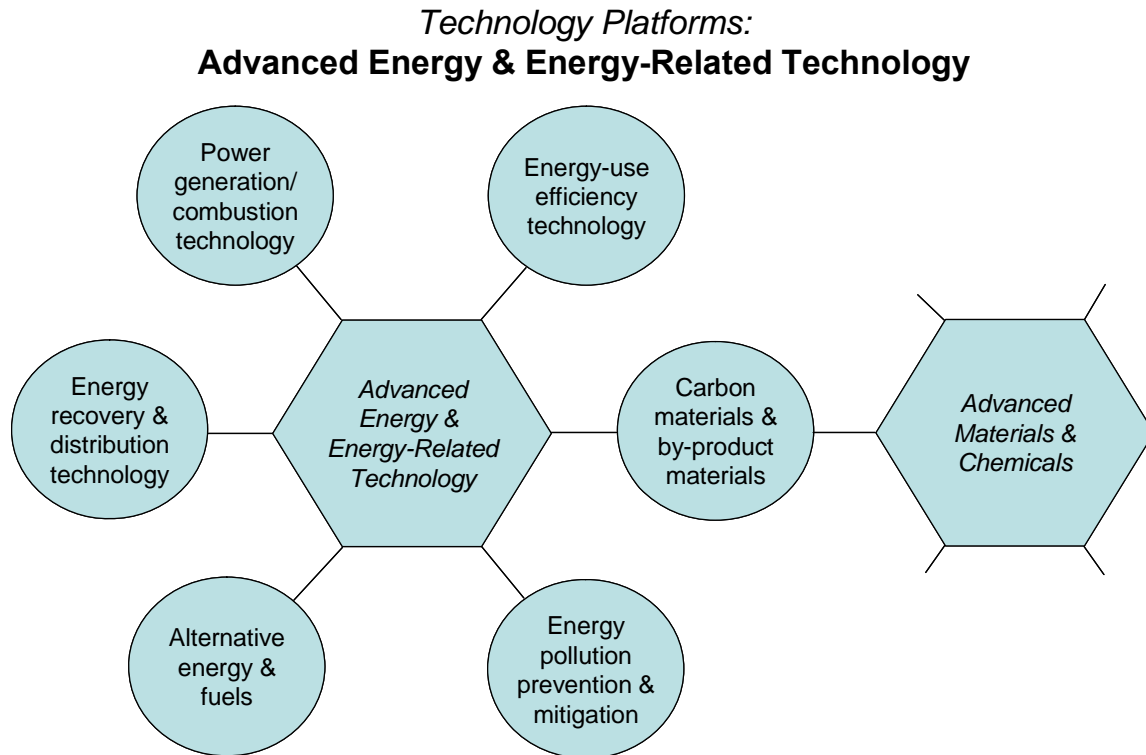 Technology Platforms:
Advanced Energy & Energy-Related Technology
Power
generation/
combustion
technology
Energy-use
efficiency
technology
Energy
recovery &
distribution
technology
Advanced
Energy &
Energy-Related
Technology
Carbon
materials &
by-product
materials
Advanced
Materials &
Chemicals
Alternative
energy &
fuels
Energy
pollution
prevention &
mitigation